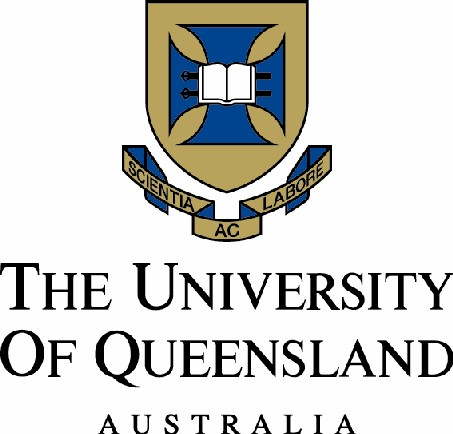 SCIENTIA AC LABORE
THE UNIVERSITY
OF QUEENSLAND
AUSTRALIA